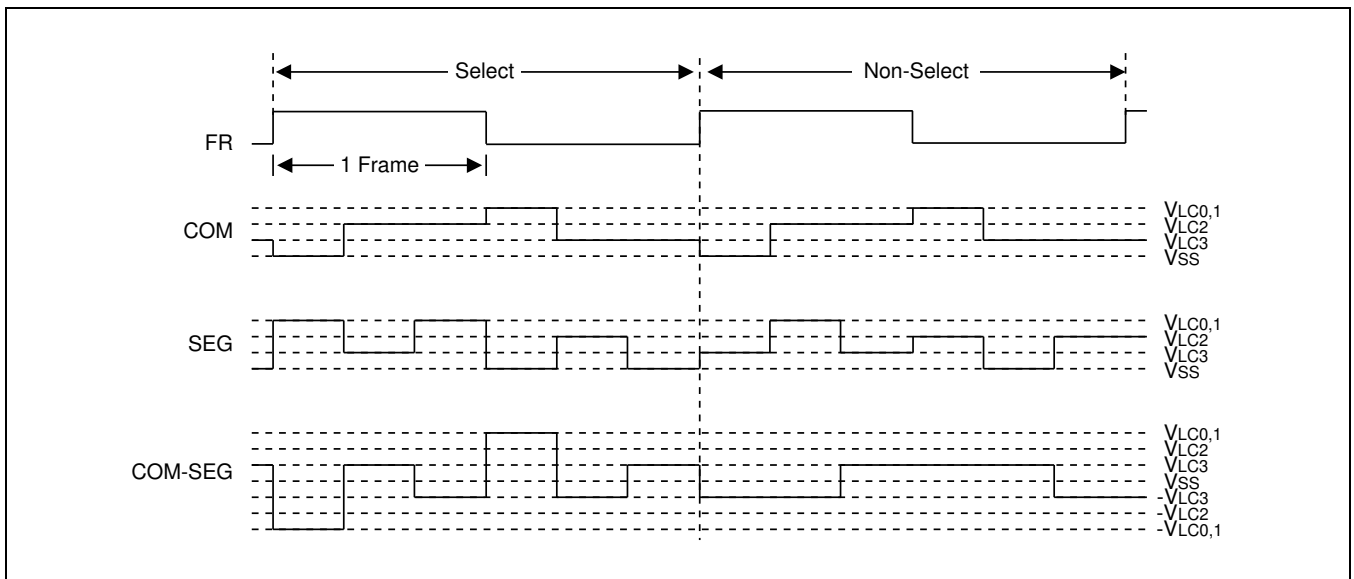 Select
Non-Select
FR
1 Frame
COM
VLC0,1
VLC2
VLC3
VSS
SEG
VLC0,1
VLC2
VLC3
VSS
COM-SEG
VLC0,1
VLC2
VLC3
VSS
-VLC3
-VLC2
-VLC0,1